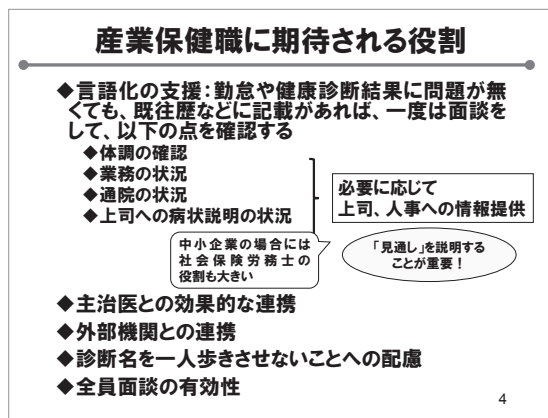 産業保健職に期待される役割
◆言語化の支援:勤怠や健康診断結果に問題が無
くても、既往歴などに記載があれば、一度は面談を
して、以下の点を確認する
◆体調の確認
◆業務の状況
◆通院の状況
◆上司への病状説明の状況
必要に応じて
上司、人事への情報提供
中小企業の場合には
社会保険労務士の
役割も大きい
「見通し」を説明する
ことが重要!
◆主治医との効果的な連携
◆外部機関との連携
◆診断名を一人歩きさせないことへの配慮
◆全員面談の有効性
4